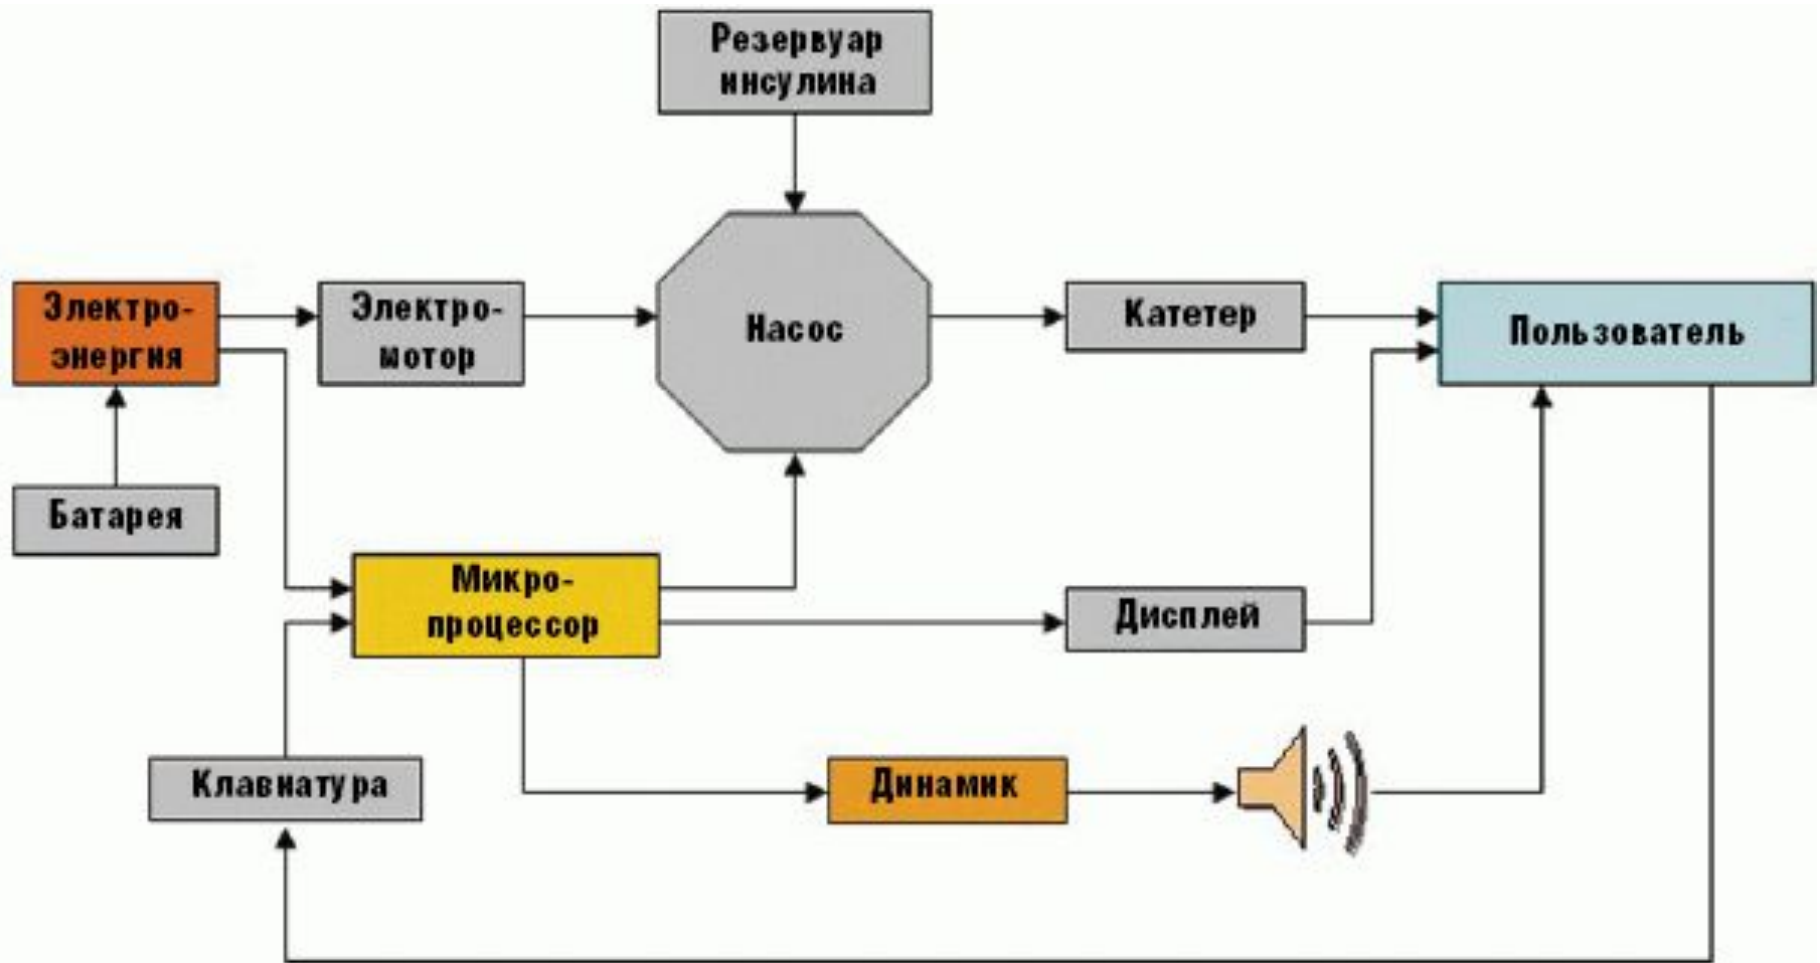 Резервуар
инсулина
Электро-
энергия
Электро-
мотор
Насос
Катетер
Пользователь
Батарея
Микро-
процессор
Дисплей
Клавиатура
Динамик